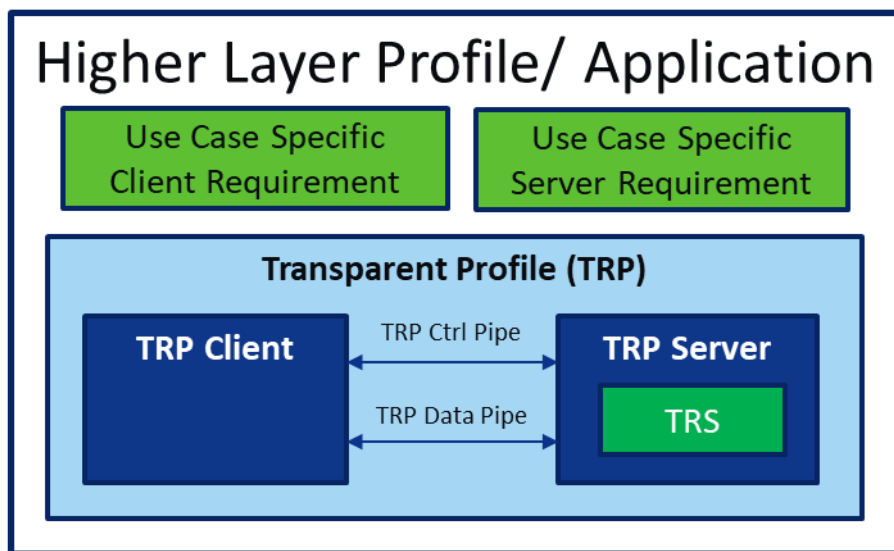 Higher Layer Profile/ Application
Use Case Specific
Client Requirement
Use Case Specific
Server Requirement
Transparent Profile (TRP)
TRP Client
TRP Ctrl Pipe
TRP Server
TRP Data Pipe
TRS